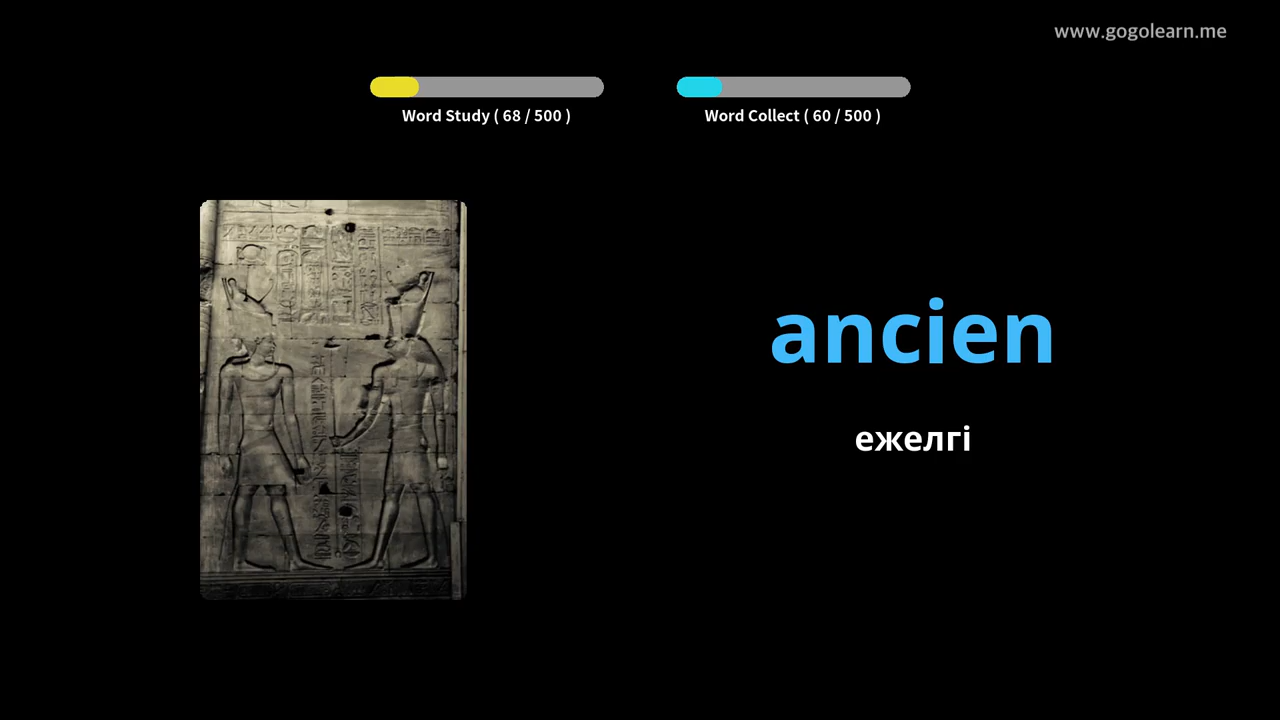 www.gogolearn.me
Word Study ( 68 / 500 )
Word Collect ( 60 / 500 )
ancien
ежелгі